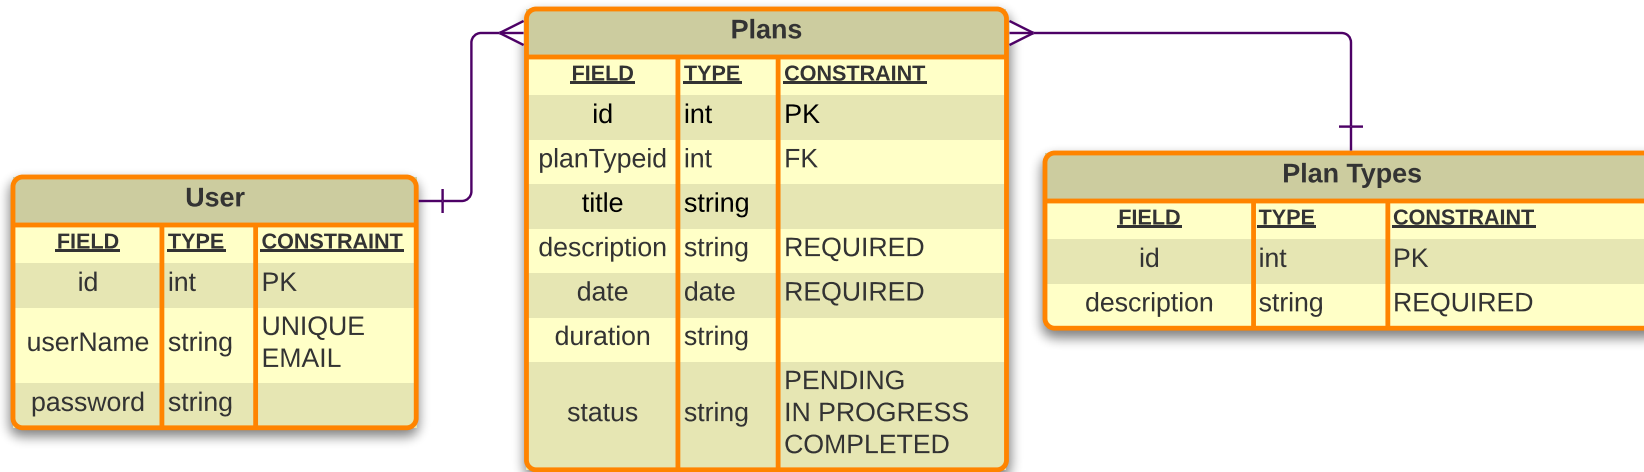 Plans
FIELD TYPE CONSTRAINT
id int PK
planTypeid int FK
title string
description string REQUIRED
date date REQUIRED
duration string
status string PENDING
IN PROGRESS
COMPLETED
User
FIELD TYPE CONSTRAINT
id int PK
userName string UNIQUE
EMAIL
password string
Plan Types
FIELD TYPE CONSTRAINT
id int PK
description string REQUIRED